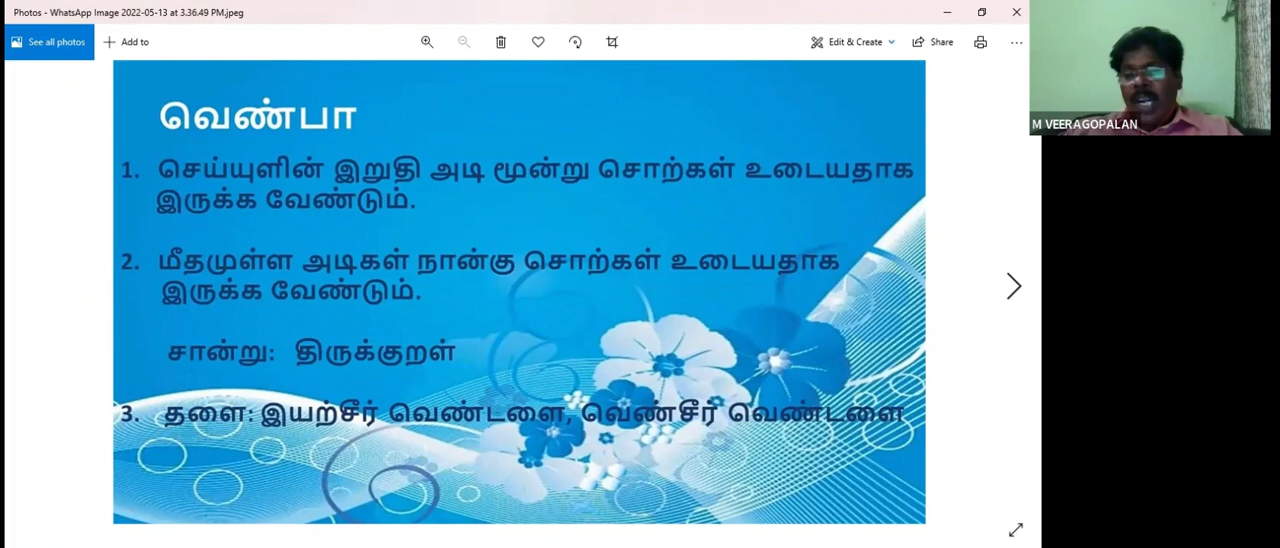 Photos - WhatsApp Image 2022-05-13 at 3.36.49 PM.jpeg
See all photos
Add to
Edit & Create
Share
M VEERAGOPALAN
வெண்பா
1. செய்யுளின் இறுதி அடி மூன்று சொற்கள் உடையதாக
இருக்க வேண்டும்.
2. மீதமுள்ள அடிகள் நான்கு சொற்கள் உடையதாக
இருக்க வேண்டும்.
சான்று: திருக்குறள்
3. தளை: இயற்சீர் வெண்டளை, வெண்சீர் வெண்டளை